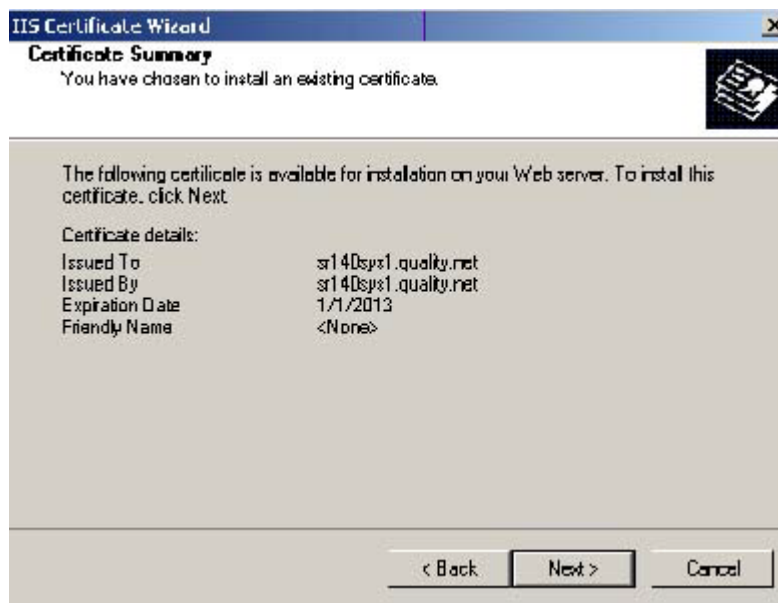 IIS Certificate Wizard
Certificate Summary
You have chosen to install an existing certificate.
The following certificate is available for installation on your Web server. To install this
certificate, click Next.
Certificate details:
Issued To sr140sys1.quality.net
Issued By sr140sys1.quality.net
Expiration Date 1/1/2013
Friendly Name <None>
< Back Next > Cancel